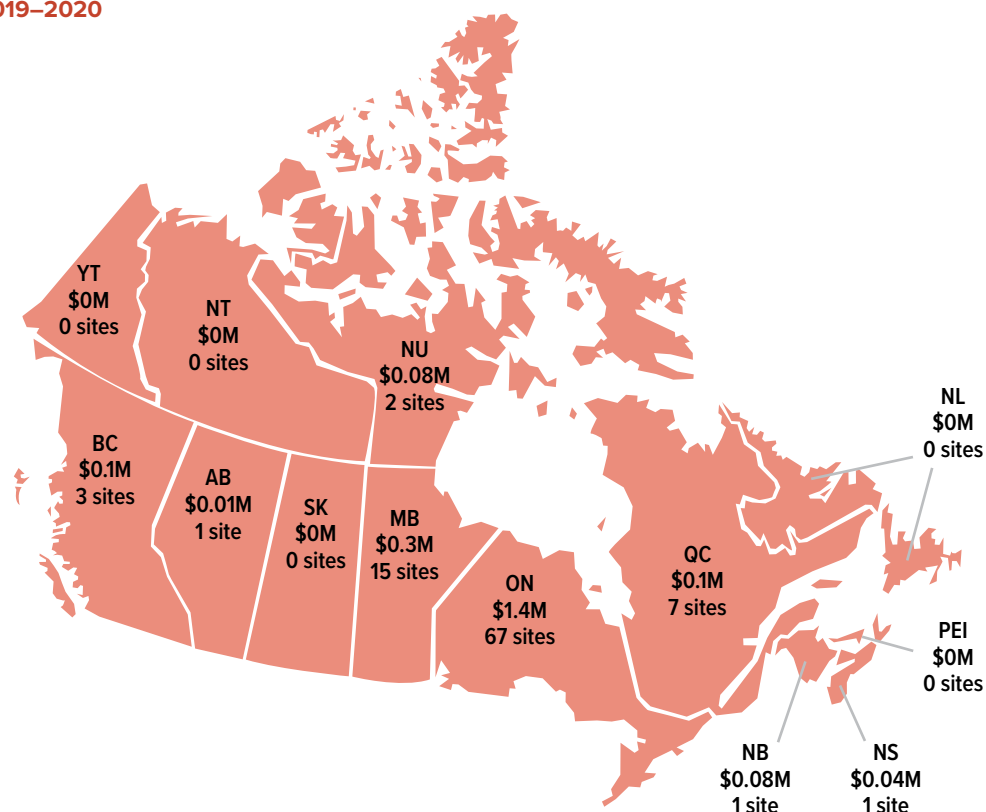 019–2020
YT
$0M
0 sites
NT
$0M
0 sites
NU
$0.08M
2 sites
NL
$0M
0 sites
BC
$0.1M
3 sites
AB
$0.01M
1 site
SK
$0M
0 sites
MB
$0.3M
15 sites
ON
$1.4M
67 sites
QC
$0.1M
7 sites
PEI
$0M
0 sites
NB
$0.08M
1 site
NS
$0.04M
1 site